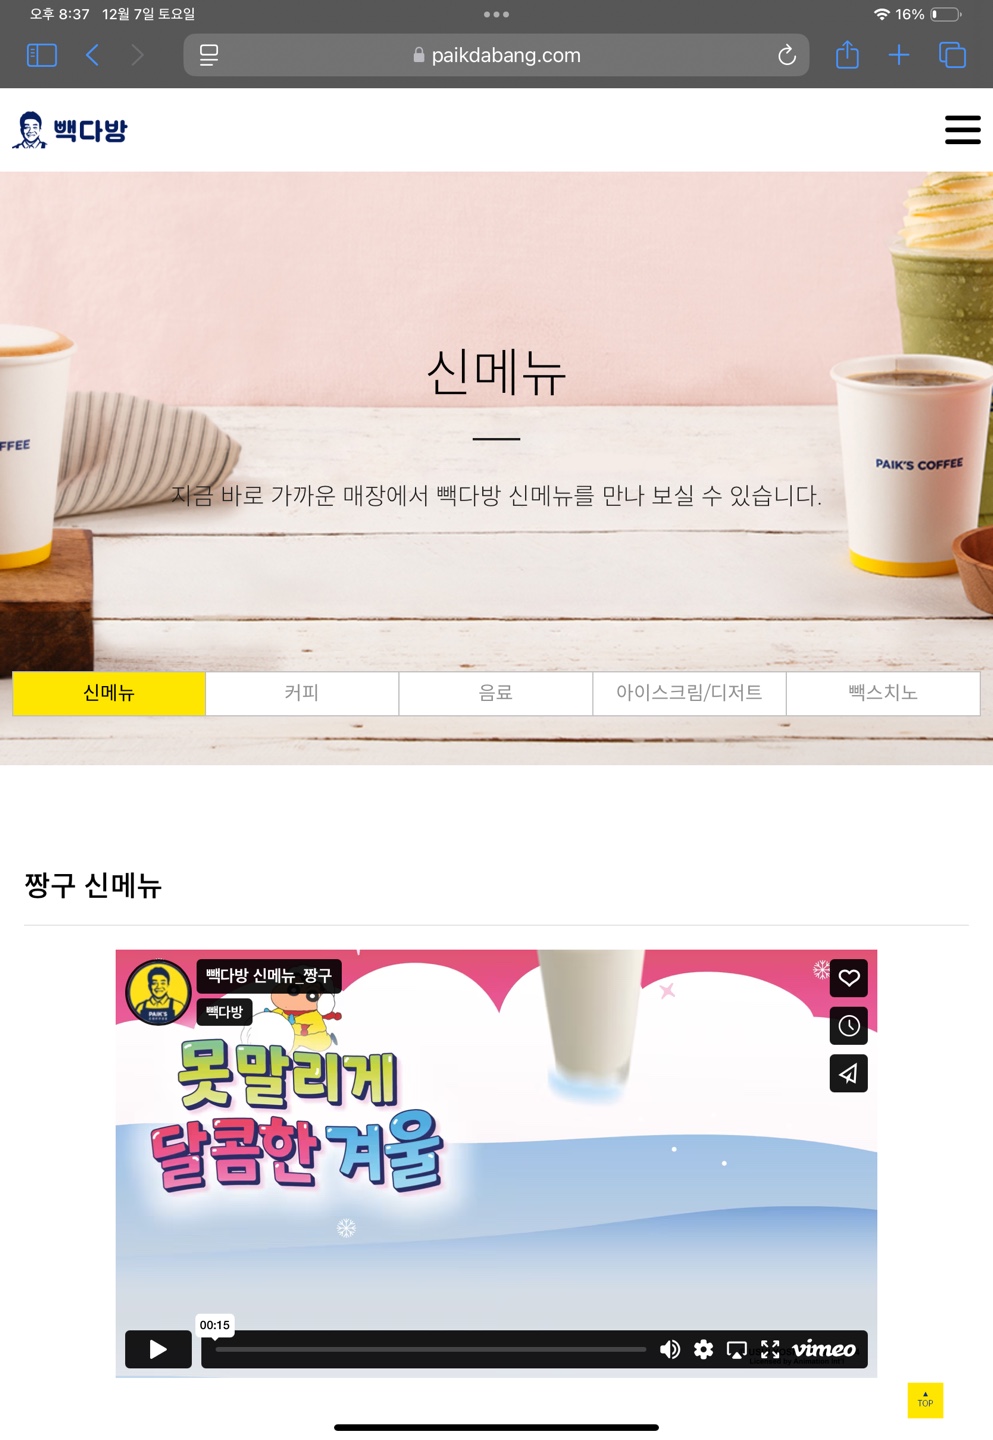 오후 8:37 12월 7일 토요일
16%
paikdabang.com
빽다방
신메뉴
FFEE
PAIK'S COFFEE
지금 바로 가까운 매장에서 빽다방 신메뉴를 만나 보실 수 있습니다.
신메뉴 커피 음료 아이스크림/디저트 빽스치노
짱구 신메뉴
빽다방 신메뉴_짱구
빽다방
PAIK'S
COFFEE
못말리게
달콤한 겨울
00:15
vimeo
TOP